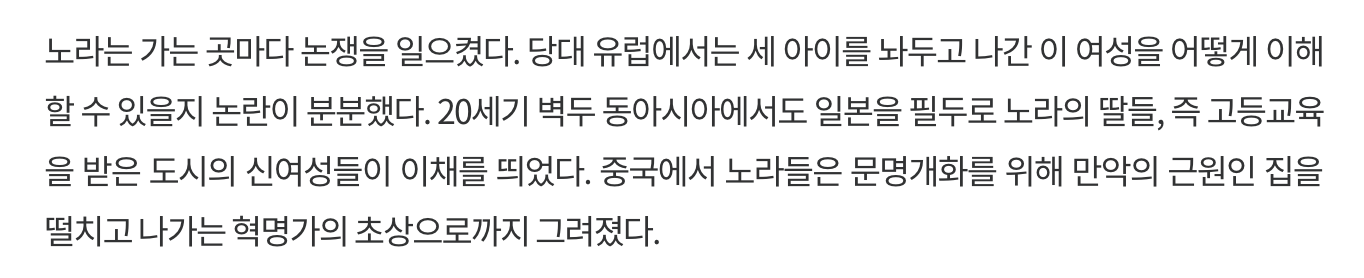 노라는 가는 곳마다 논쟁을 일으켰다. 당대 유럽에서는 세 아이를 놔두고 나간 이 여성을 어떻게 이해
할 수 있을지 논란이 분분했다. 20세기 벽두 동아시아에서도 일본을 필두로 노라의 딸들, 즉 고등교육
을 받은 도시의 신여성들이 이채를 띄었다. 중국에서 노라들은 문명개화를 위해 만악의 근원인 집을
떨치고 나가는 혁명가의 초상으로까지 그려졌다.